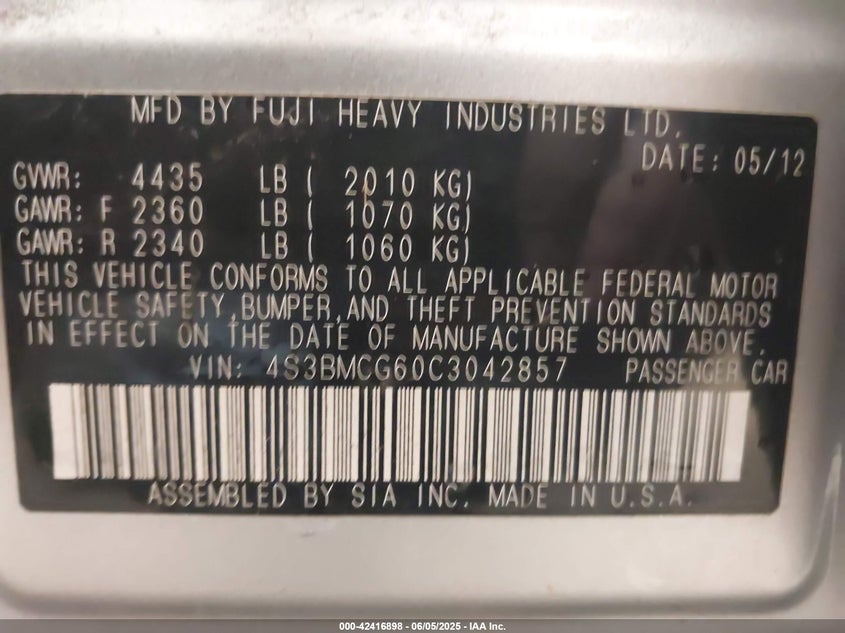 MFD BY FUJI HEAVY INDUSTRIES LTD.
DATE: 05/12
GVWR: 4435 LB ( 2010 KG)
GAWR: F 2360 LB ( 1070 KG)
GAWR: R 2340 LB ( 1060 KG)
THIS VEHICLE CONFORMS TO ALL APPLICABLE FEDERAL MOTOR
VEHICLE SAFETY,BUMPER,AND THEFT PREVENTION STANDARDS
IN EFFECT ON THE DATE OF MANUFACTURE SHOWN ABOVE.
VIN: 4S3BMCG60C3042857 PASSENGER CAR
ASSEMBLED BY SIA INC. MADE IN U.S.A.
000-42416898 - 06/05/2025 - IAA Inc.